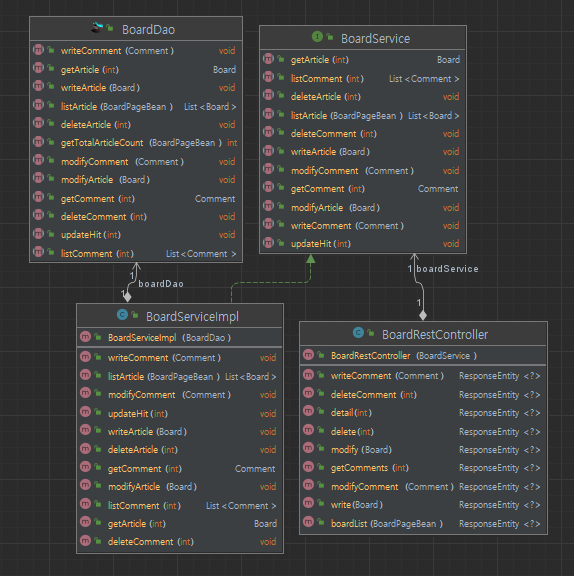 BoardDao
writeComment (Comment) void
getArticle (int) Board
writeArticle (Board) void
listArticle (BoardPageBean) List<Board>
deleteArticle (int) void
getTotalArticleCount (BoardPageBean) int
modifyComment (Comment) void
modifyArticle (Board) void
getComment (int) Comment
deleteComment (int) void
updateHit (int) void
listComment (int) List<Comment>
BoardService
getArticle (int) Board
listComment (int) List<Comment>
deleteArticle (int) void
listArticle (BoardPageBean) List<Board>
deleteComment (int) void
writeArticle (Board) void
modifyComment (Comment) void
getComment (int) Comment
modifyArticle (Board) void
writeComment (Comment) void
updateHit (int) void
1
boardDao
1
1 boardService
1
BoardServiceImpl
BoardServiceImpl (BoardDao)
writeComment (Comment) void
listArticle (BoardPageBean) List<Board>
modifyComment (Comment) void
updateHit (int) void
writeArticle (Board) void
deleteArticle (int) void
getComment (int) Comment
modifyArticle (Board) void
listComment (int) List<Comment>
getArticle (int) Board
deleteComment (int) void
BoardRestController
BoardRestController (BoardService)
writeComment (Comment) ResponseEntity<?>
deleteComment (int) ResponseEntity<?>
detail (int) ResponseEntity<?>
delete (int) ResponseEntity<?>
modify (Board) ResponseEntity<?>
getComments (int) ResponseEntity<?>
modifyComment (Comment) ResponseEntity<?>
write (Board) ResponseEntity<?>
boardList (BoardPageBean) ResponseEntity<?>